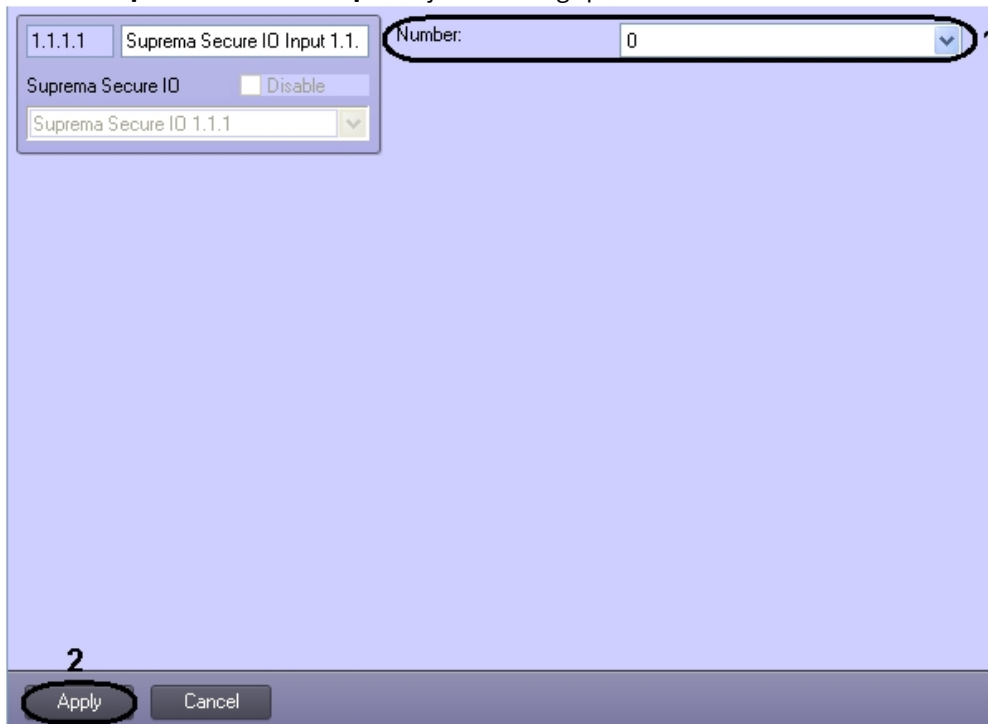 1.1.1.1 Suprema Secure IO Input 1.1. Number: 0 1
Suprema Secure IO Disable
Suprema Secure IO 1.1.1
2
Apply Cancel